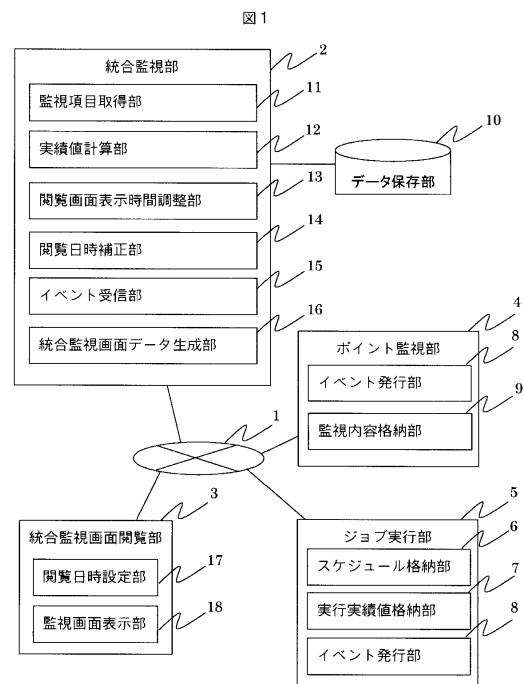 図1
統合監視部
2
監視項目取得部
11
実績値計算部
12
閲覧画面表示時間調整部
13
閲覧日時補正部
14
イベント受信部
15
統合監視画面データ生成部
16
10
データ保存部
4
ポイント監視部
8
イベント発行部
9
監視内容格納部
1
3
統合監視画面閲覧部
17
閲覧日時設定部
18
監視画面表示部
5
ジョブ実行部
6
スケジュール格納部
7
実行実績値格納部
8
イベント発行部